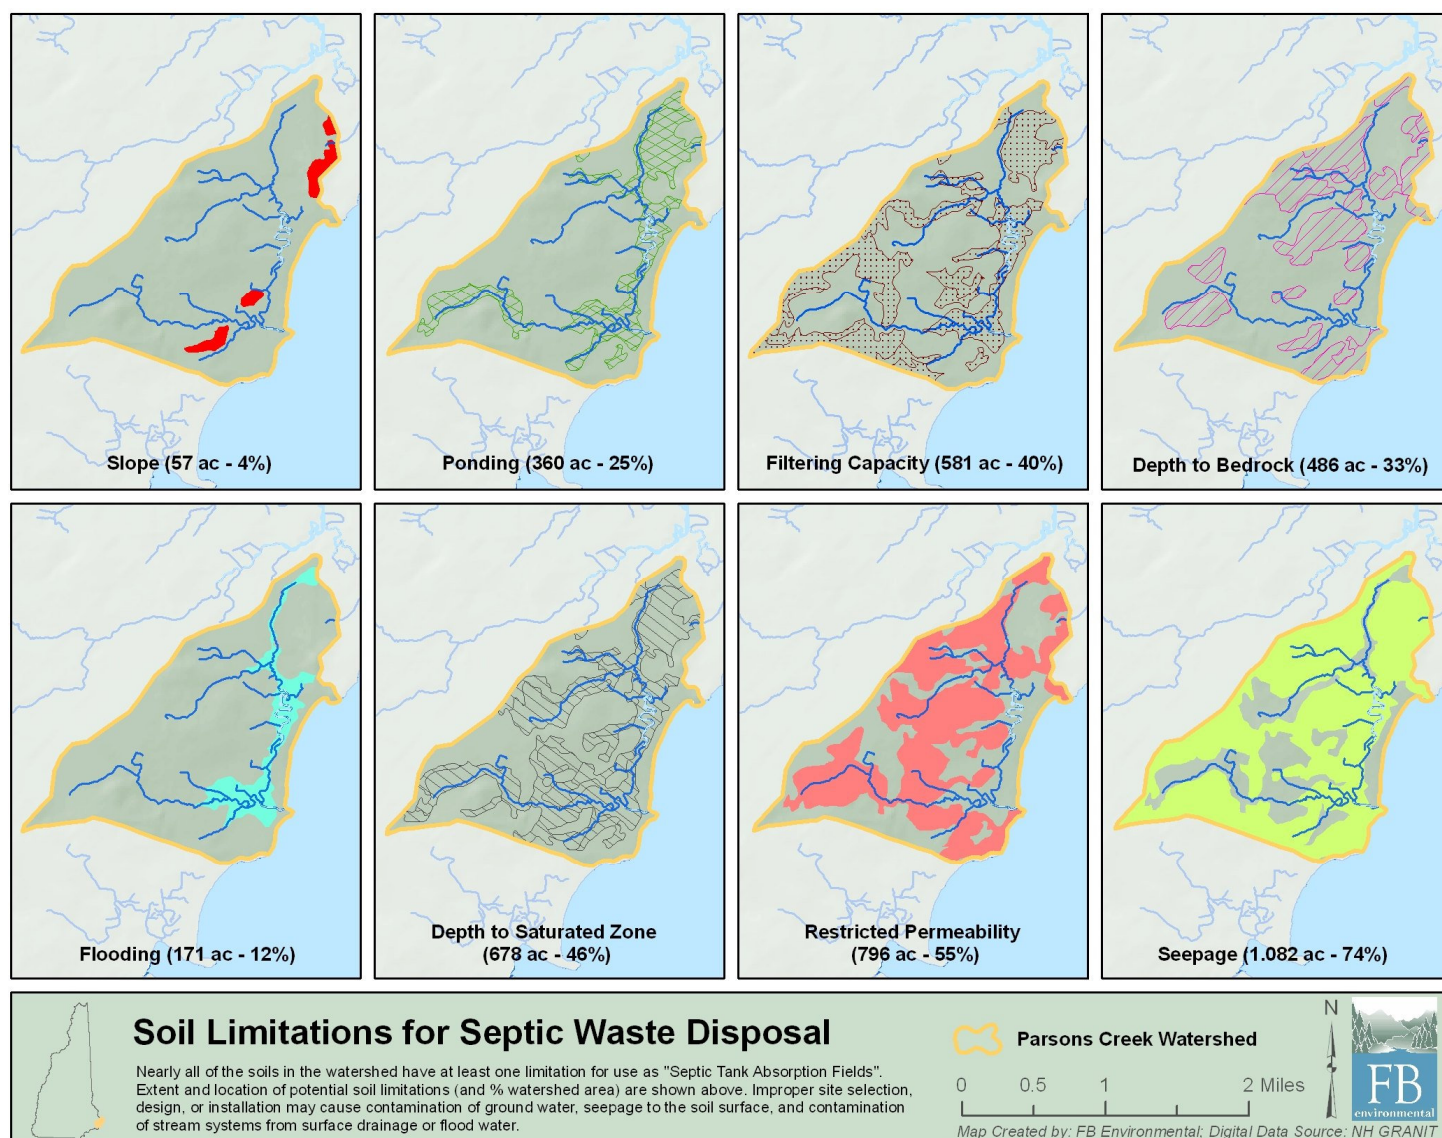 Slope (57 ac - 4%)
Ponding (360 ac - 25%)
Filtering Capacity (581 ac - 40%)
Depth to Bedrock (486 ac - 33%)
Flooding (171 ac - 12%)
Depth to Saturated Zone
(678 ac - 46%)
Restricted Permeability
(796 ac - 55%)
Seepage (1.082 ac - 74%)
Soil Limitations for Septic Waste Disposal
Nearly all of the soils in the watershed have at least one limitation for use as "Septic Tank Absorption Fields".
Extent and location of potential soil limitations (and % watershed area) are shown above. Improper site selection,
design, or installation may cause contamination of ground water, seepage to the soil surface, and contamination
of stream systems from surface drainage or flood water.
Parsons Creek Watershed
0 0.5 1 2 Miles
N
FB
environmental
Map Created by: FB Environmental; Digital Data Source: NH GRANIT